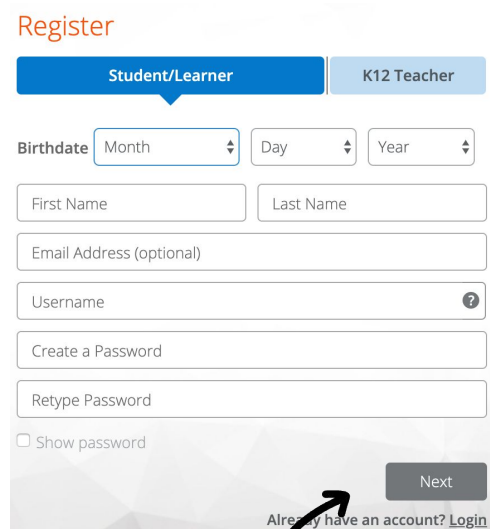 Register
Student/Learner K12 Teacher
Birthdate Month Day Year
First Name Last Name
Email Address (optional)
Username ?
Create a Password
Retype Password
Show password
Next
Already have an account? Login